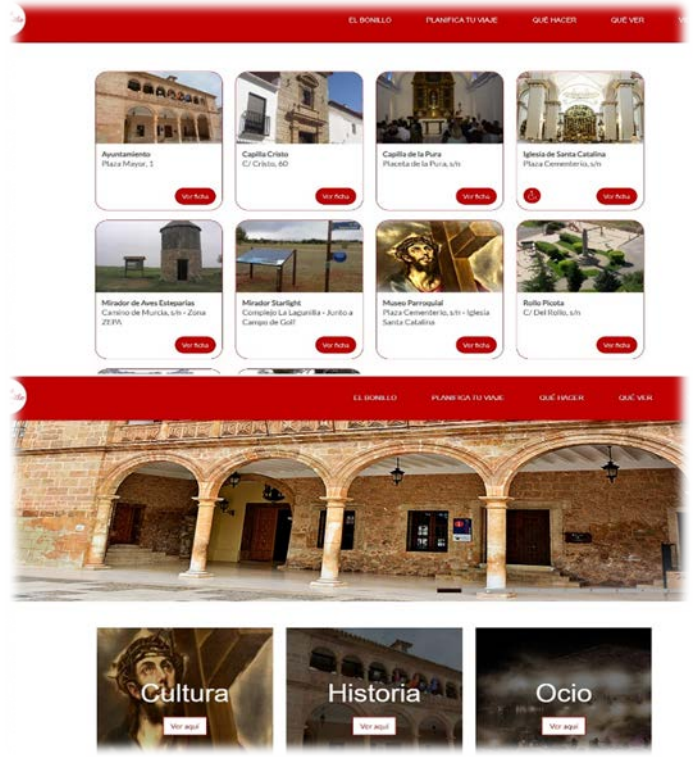 EL BONILLO PLANIFICA TU VIAJE QUÉ HACER QUÉ VER
Ayuntamiento
Plaza Mayor, 1
Ver ficha
Capilla Cristo
C/ Cristo, 60
Ver ficha
Capilla de la Pura
Placeta de la Pura, s/n
Ver ficha
Iglesia de Santa Catalina
Plaza Cementerio, s/n
Ver ficha
Mirador de Aves Esteparias
Camino de Murcia, s/n - Zona
ZEPA
Ver ficha
Mirador Starlight
Complejo La Lagunilla - Junto a
Campo de Golf
Ver ficha
Museo Parroquial
Plaza Cementerio, s/n - Iglesia
Santa Catalina
Ver ficha
Rollo Picota
C/ Del Rollo, s/n
Ver ficha
EL BONILLO PLANIFICA TU VIAJE QUÉ HACER QUÉ VER
Cultura
Ver aquí
Historia
Ver aquí
Ocio
Ver aquí